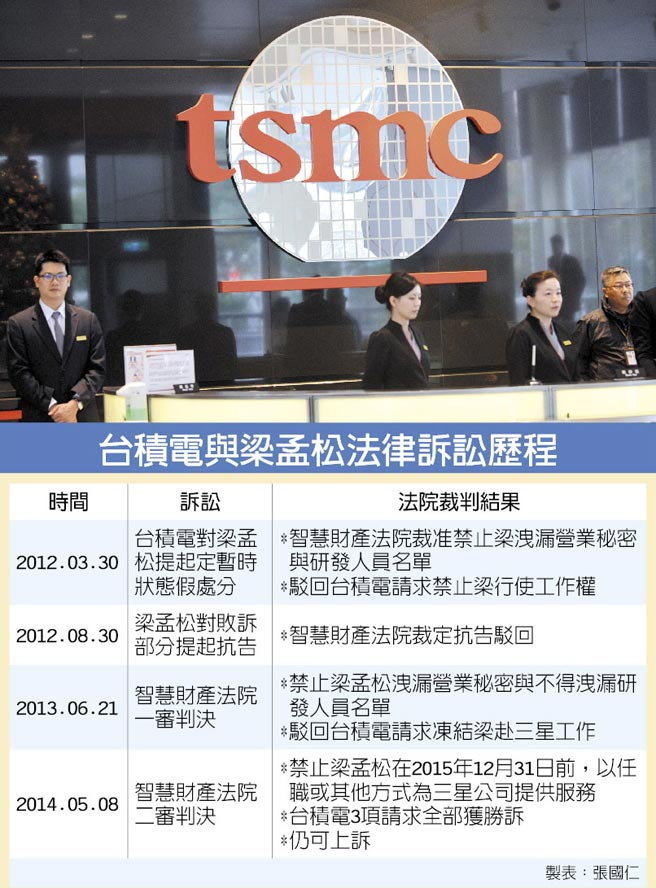 tsmc
台積電與梁孟松法律訴訟歷程
時間 訴訟 法院裁判結果
2012.03.30
台積電對梁孟
松提起定暫時
狀態假處分
*智慧財產法院裁准禁止梁洩漏營業秘密
與研發人員名單
*駁回台積電請求禁止梁行使工作權
2012.08.30
梁孟松對敗訴
部分提起抗告
*智慧財產法院裁定抗告駁回
2013.06.21
智慧財產法院
一審判決
*禁止梁孟松洩漏營業秘密與不得洩漏研
發人員名單
*駁回台積電請求凍結梁赴三星工作
2014.05.08
智慧財產法院
二審判決
*禁止梁孟松在2015年12月31日前，以任
職或其他方式為三星公司提供服務
*台積電3項請求全部獲勝訴
*仍可上訴
製表：張國仁